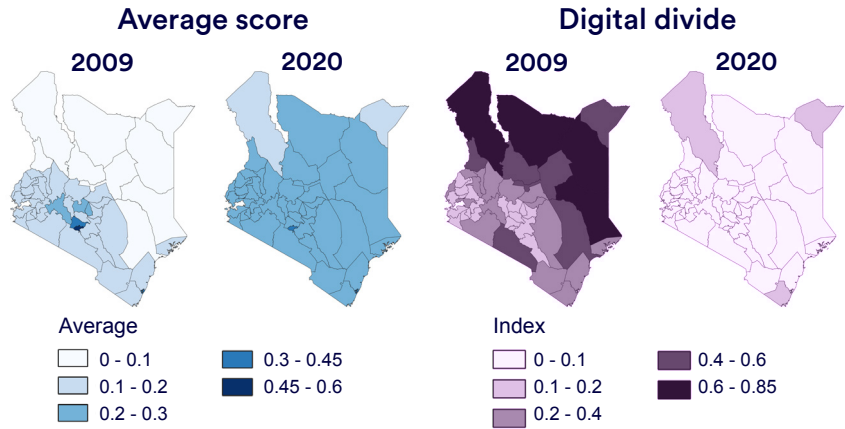 Average score
Digital divide
2009
2020
2009
2020
Average
0 - 0.1
0.1 - 0.2
0.2 - 0.3
0.3 - 0.45
0.45 - 0.6
Index
0 - 0.1
0.1 - 0.2
0.2 - 0.4
0.4 - 0.6
0.6 - 0.85